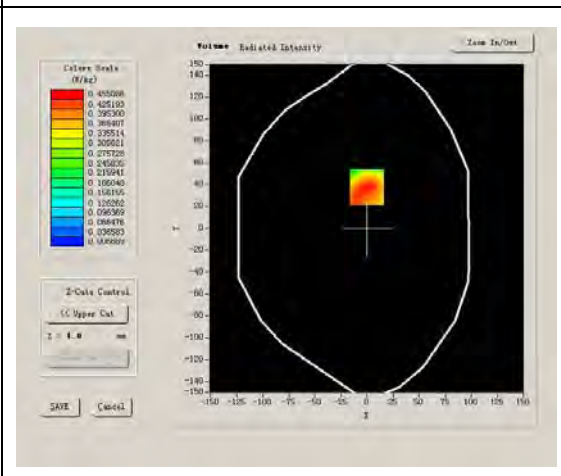 Volume Radiated Intensity
Zoom In/Out
Colors Scale
(W/kg)
0.455086
0.425193
0.395300
0.365407
0.335514
0.305621
0.275728
0.245835
0.215941
0.186048
0.156155
0.126262
0.096369
0.066476
0.036583
0.006689
150
140
120
100
80
60
40
20
0
-20
-40
-60
-80
-100
-120
-140
-150
Y
-150 -125 -100 -75 -50 -25 0 25 50 75 100 125 150
X
Z-Cuts Control
<< Upper Cut
Z = 4.0 mm
SAVE
Cancel